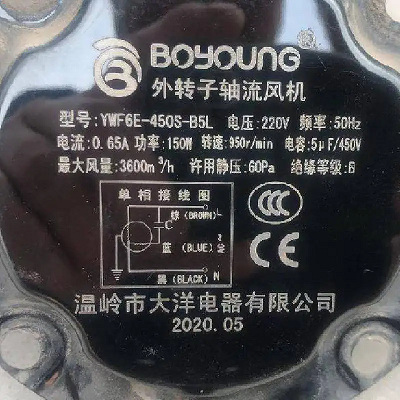 BOYOUNG
外转子轴流风机
型号:YWF6E-450S-B5L 电压:220V 频率:50Hz
电流:0.65A 功率:150W 转速:950r/min 电容:5μF/450V
最大风量:3600m³/h 许用静压:60Pa 绝缘等级:B
单相接线图
棕(BROWN) L
C
蓝(BLUE)
黑(BLACK) N
CCC
CE
温岭市大洋电器有限公司
2020.05